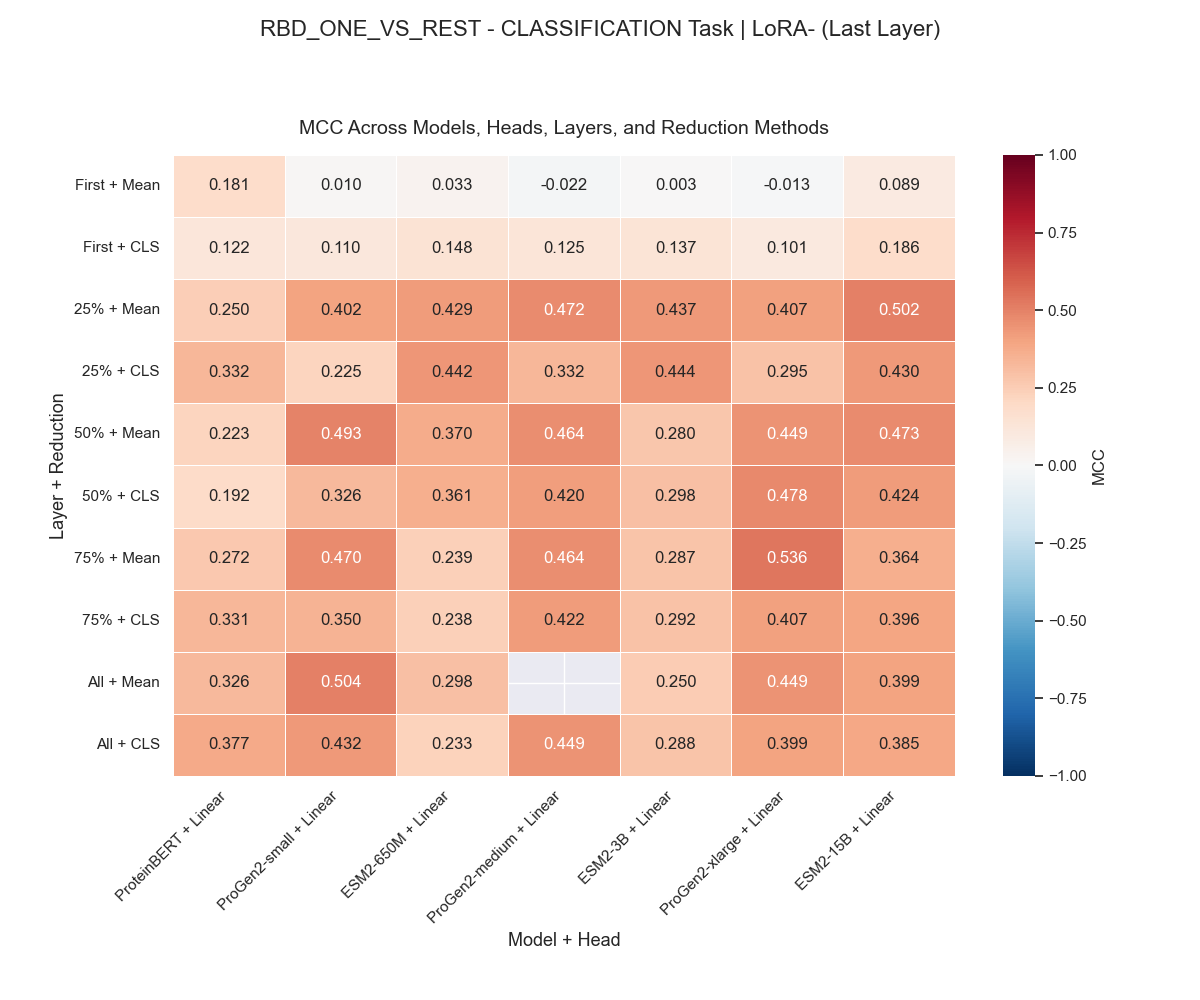 RBD_ONE_VS_REST - CLASSIFICATION Task | LoRA- (Last Layer)
MCC Across Models, Heads, Layers, and Reduction Methods
Layer + Reduction
First + Mean 0.181 0.010 0.033 -0.022 0.003 -0.013 0.089
First + CLS 0.122 0.110 0.148 0.125 0.137 0.101 0.186
25% + Mean 0.250 0.402 0.429 0.472 0.437 0.407 0.502
25% + CLS 0.332 0.225 0.442 0.332 0.444 0.295 0.430
50% + Mean 0.223 0.493 0.370 0.464 0.280 0.449 0.473
50% + CLS 0.192 0.326 0.361 0.420 0.298 0.478 0.424
75% + Mean 0.272 0.470 0.239 0.464 0.287 0.536 0.364
75% + CLS 0.331 0.350 0.238 0.422 0.292 0.407 0.396
All + Mean 0.326 0.504 0.298 0.250 0.449 0.399
All + CLS 0.377 0.432 0.233 0.449 0.288 0.399 0.385
ProteinBERT + Linear
ProGen2-small + Linear
ESM2-650M + Linear
ProGen2-medium + Linear
ESM2-3B + Linear
ProGen2-xlarge + Linear
ESM2-15B + Linear
Model + Head
1.00
0.75
0.50
0.25
0.00
−0.25
−0.50
−0.75
−1.00
MCC